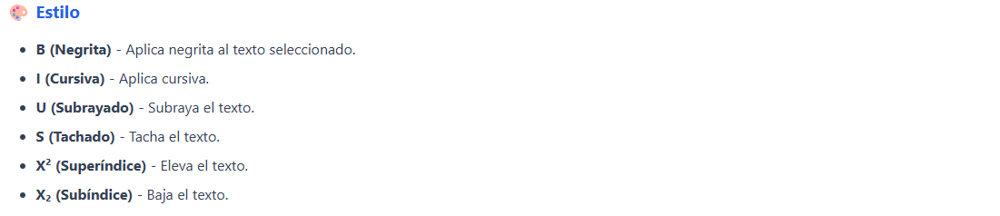 🎨 Estilo
• B (Negrita) - Aplica negrita al texto seleccionado.
• I (Cursiva) - Aplica cursiva.
• U (Subrayado) - Subraya el texto.
• S (Tachado) - Tacha el texto.
• X² (Superíndice) - Eleva el texto.
• X₂ (Subíndice) - Baja el texto.